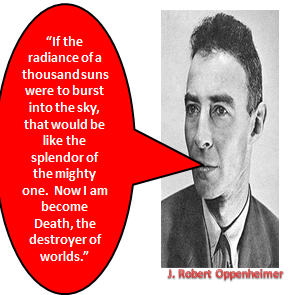 “If the
radiance of a
thousand suns
were to burst
into the sky,
that would be
like the
splendor of
the mighty
one.  Now I am
become
Death, the
destroyer of
worlds.”
J. Robert Oppenheimer